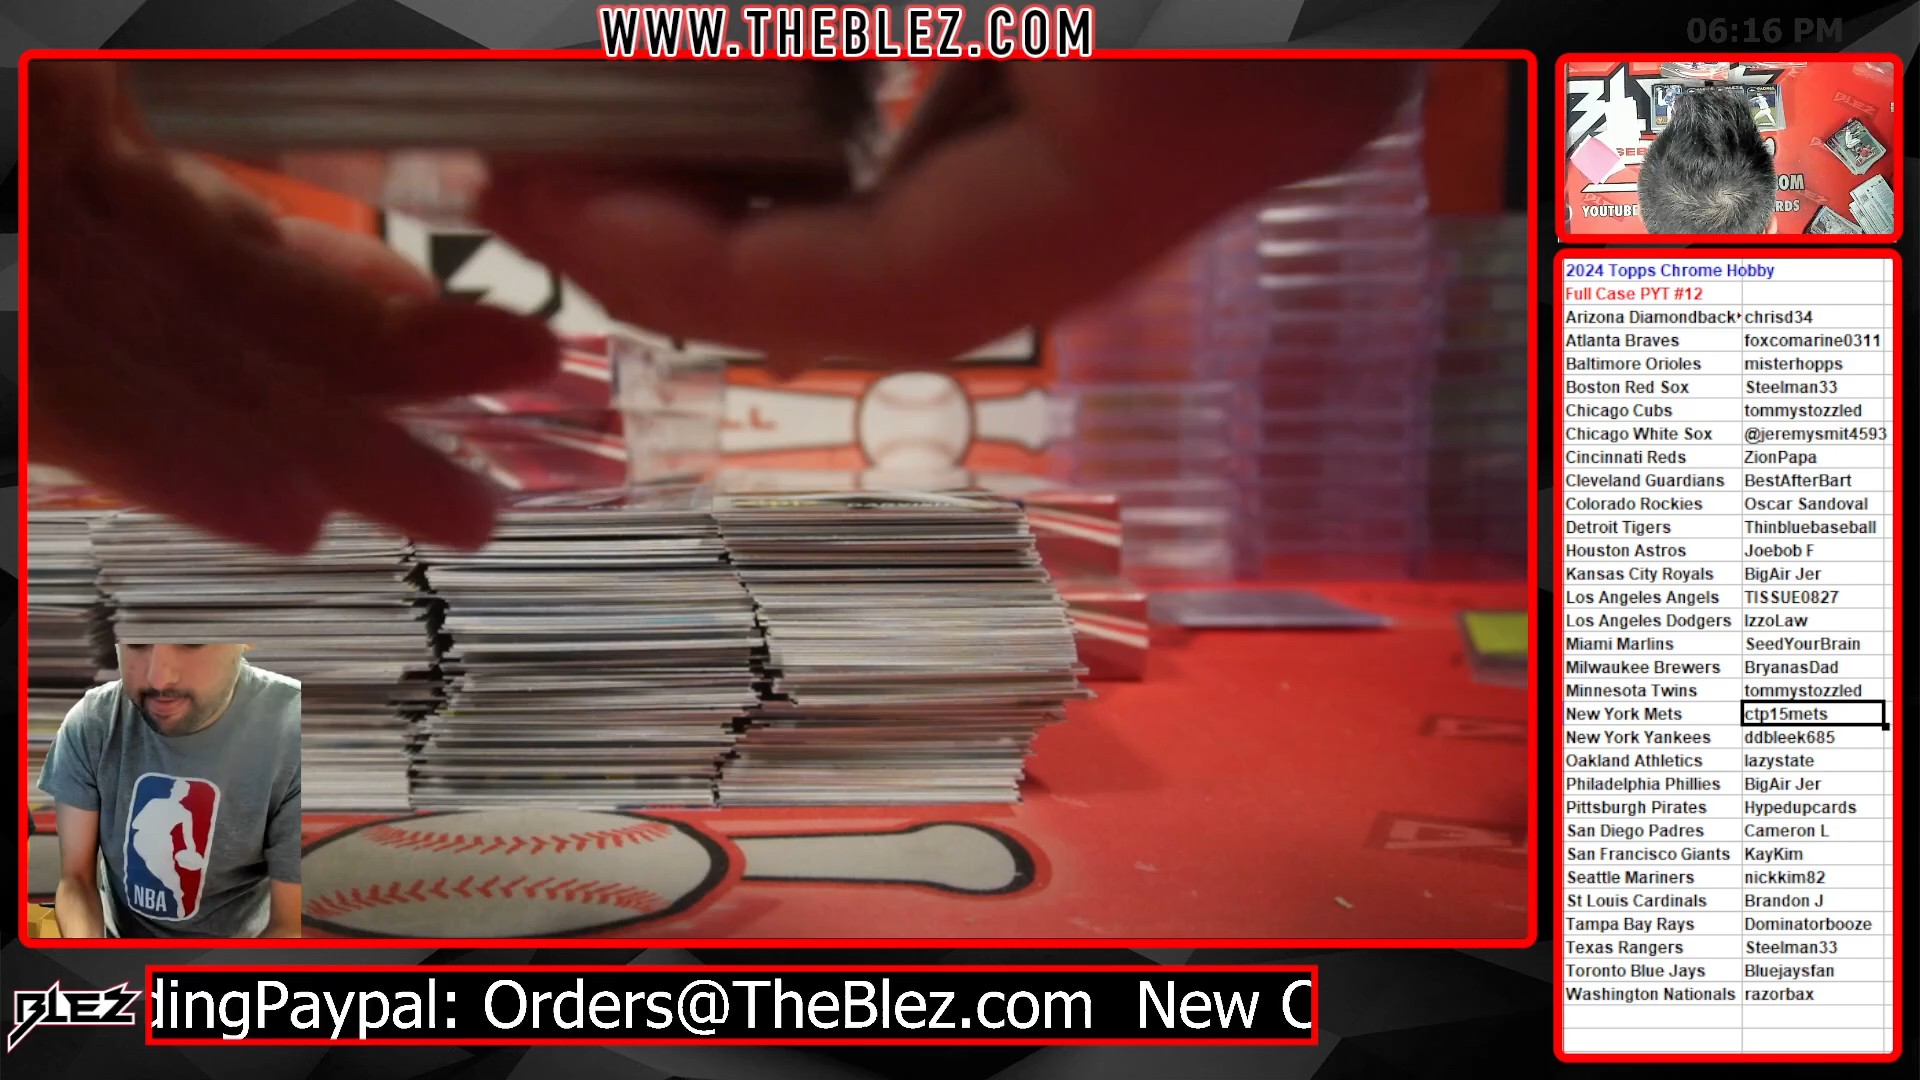 WWW.THEBLEZ.COM
06:16 PM
YOUTUBE
2024 Topps Chrome Hobby
Full Case PYT #12
Arizona Diamondback chrisd34
Atlanta Braves foxcomarine0311
Baltimore Orioles misterhopps
Boston Red Sox Steelman33
Chicago Cubs tommystozzled
Chicago White Sox @jeremysmit4593
Cincinnati Reds ZionPapa
Cleveland Guardians BestAfterBart
Colorado Rockies Oscar Sandoval
Detroit Tigers Thinbluebaseball
Houston Astros Joebob F
Kansas City Royals BigAir Jer
Los Angeles Angels TISSUE0827
Los Angeles Dodgers IzzoLaw
Miami Marlins SeedYourBrain
Milwaukee Brewers BryanasDad
Minnesota Twins tommystozzled
New York Mets ctp15mets
New York Yankees ddbleek685
Oakland Athletics lazystate
Philadelphia Phillies BigAir Jer
Pittsburgh Pirates Hypedupcards
San Diego Padres Cameron L
San Francisco Giants KayKim
Seattle Mariners nickkim82
St Louis Cardinals Brandon J
Tampa Bay Rays Dominatorbooze
Texas Rangers Steelman33
Toronto Blue Jays Bluejaysfan
Washington Nationals razorbax
NBA
BLEZ
dingPaypal: Orders@TheBlez.com New C